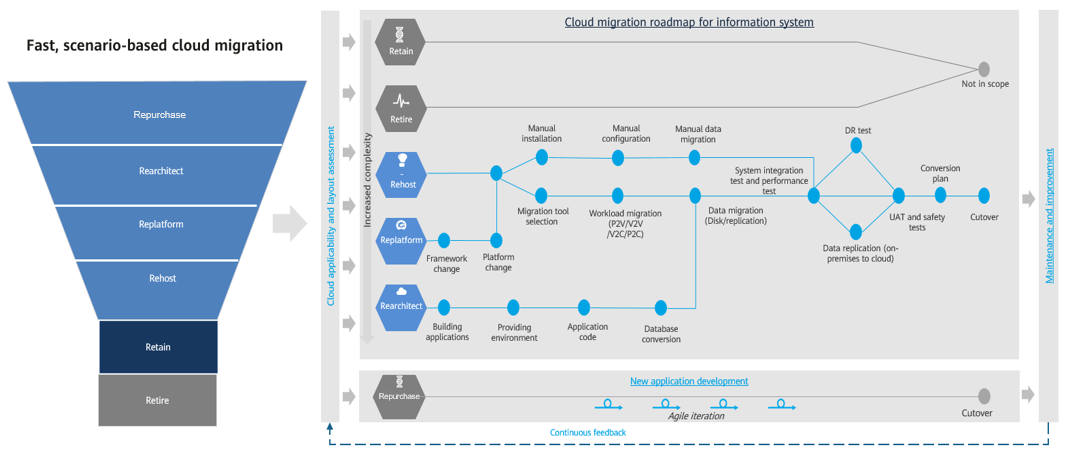 Fast, scenario-based cloud migration
Repurchase
Rearchitect
Replatform
Rehost
Retain
Retire
Cloud applicability and layout assessment
Cloud migration roadmap for information system
Increased complexity
Retain
Not in scope
Retire
Manual
installation
Manual
configuration
Manual data
migration
DR test
Rehost
System integration
test and performance
test
Conversion
plan
Migration tool
selection
Workload migration
(P2V/V2V
/V2C/P2C)
Data migration
(Disk/replication)
UAT and safety
tests
Cutover
Replatform
Framework
change
Platform
change
Data replication (on-
premises to cloud)
Rearchitect
Building
applications
Providing
environment
Application
code
Database
conversion
Maintenance and improvement
Repurchase
New application development
Agile iteration
Cutover
Continuous feedback